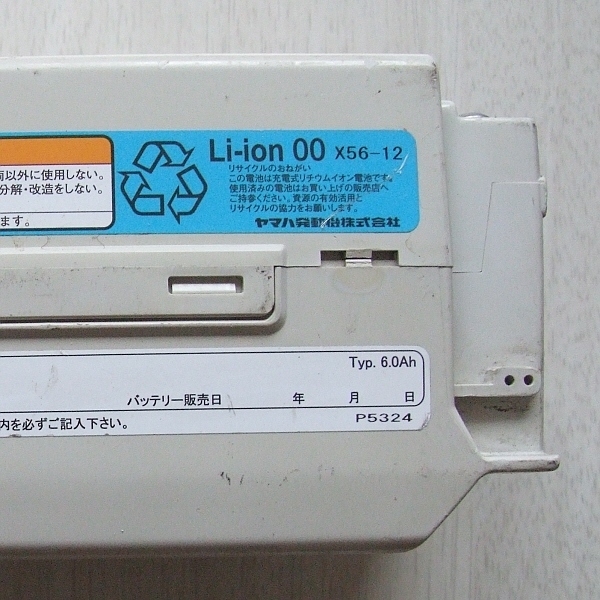 両以外に使用しない。
分解・改造をしない。
ます。
Li-ion 00 X56-12
リサイクルのおねがい
この電池は充電式リチウムイオン電池です。
使用済みの電池はお買い上げの販売店へ
ご持参ください。資源の有効活用と
リサイクルの協力をお願いします。
ヤマハ発動機株式会社
Typ. 6.0Ah
バッテリー販売日 年 月 日
内を必ずご記入下さい。
P5324